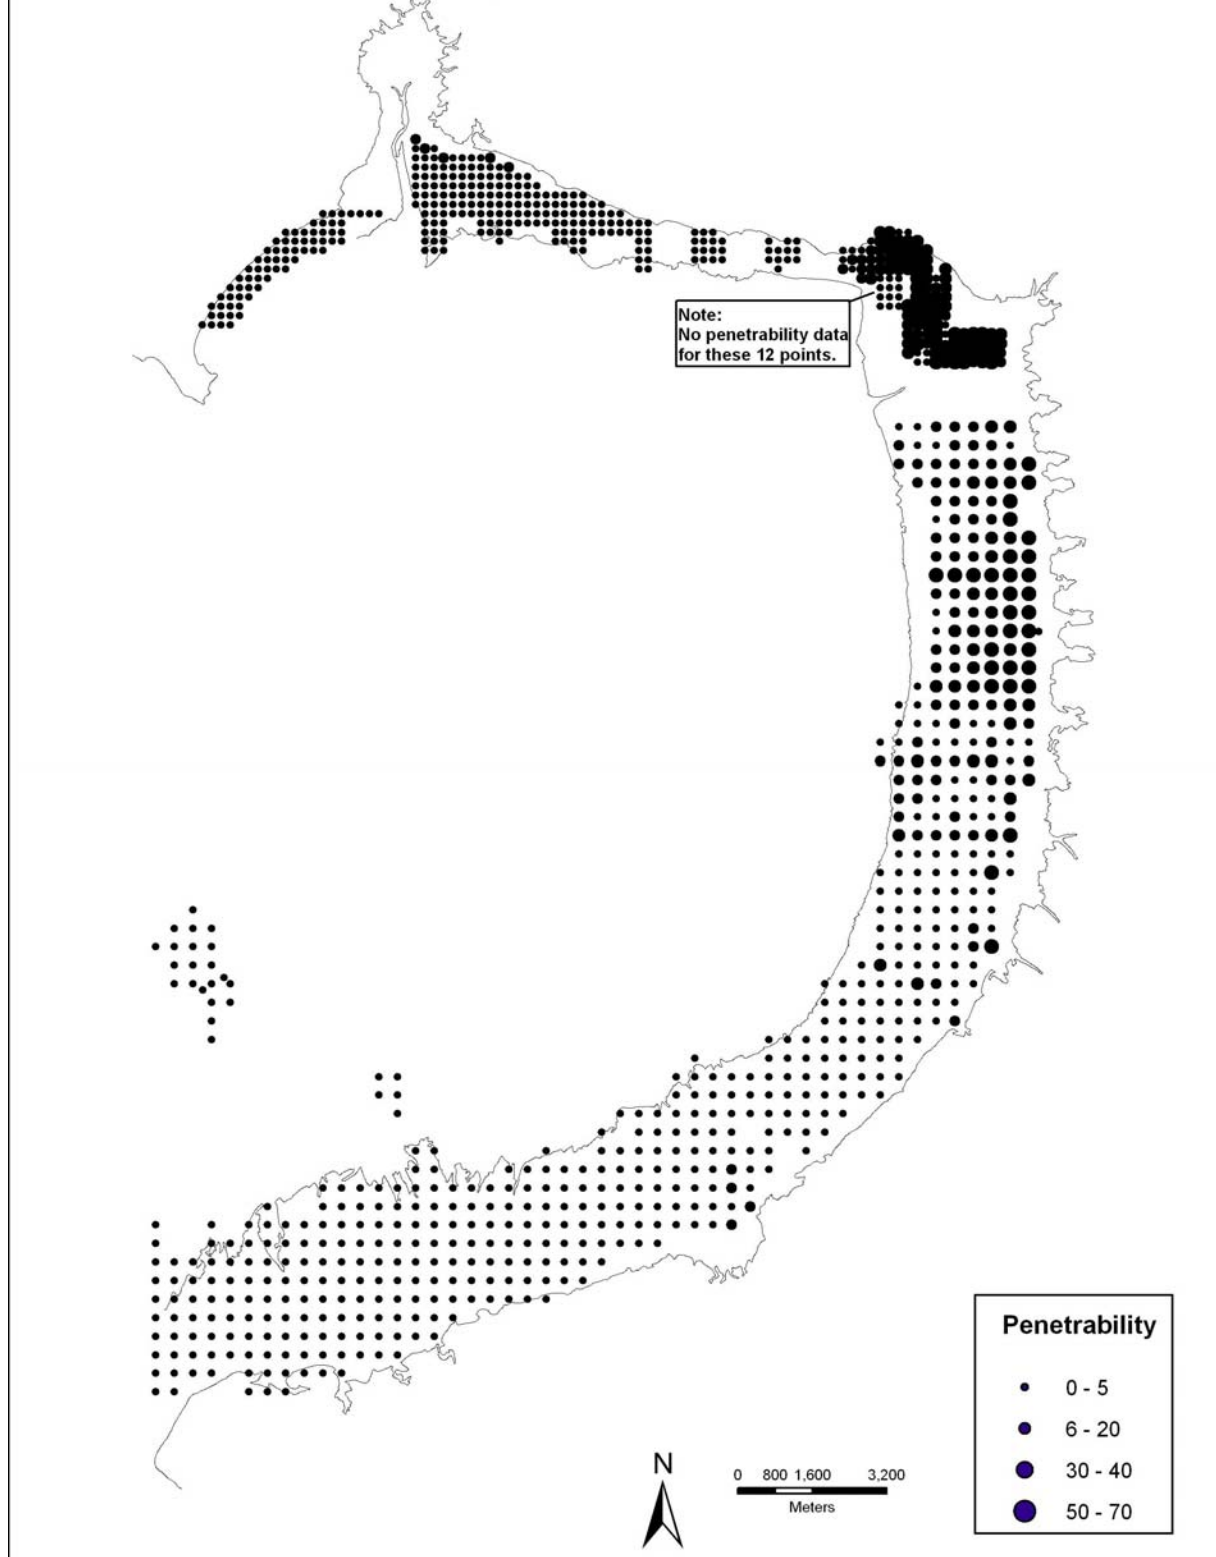 Note:
No penetrability data
for these 12 points.
Penetrability
0 - 5
6 - 20
30 - 40
50 - 70
N
0 800 1,600 3,200
Meters